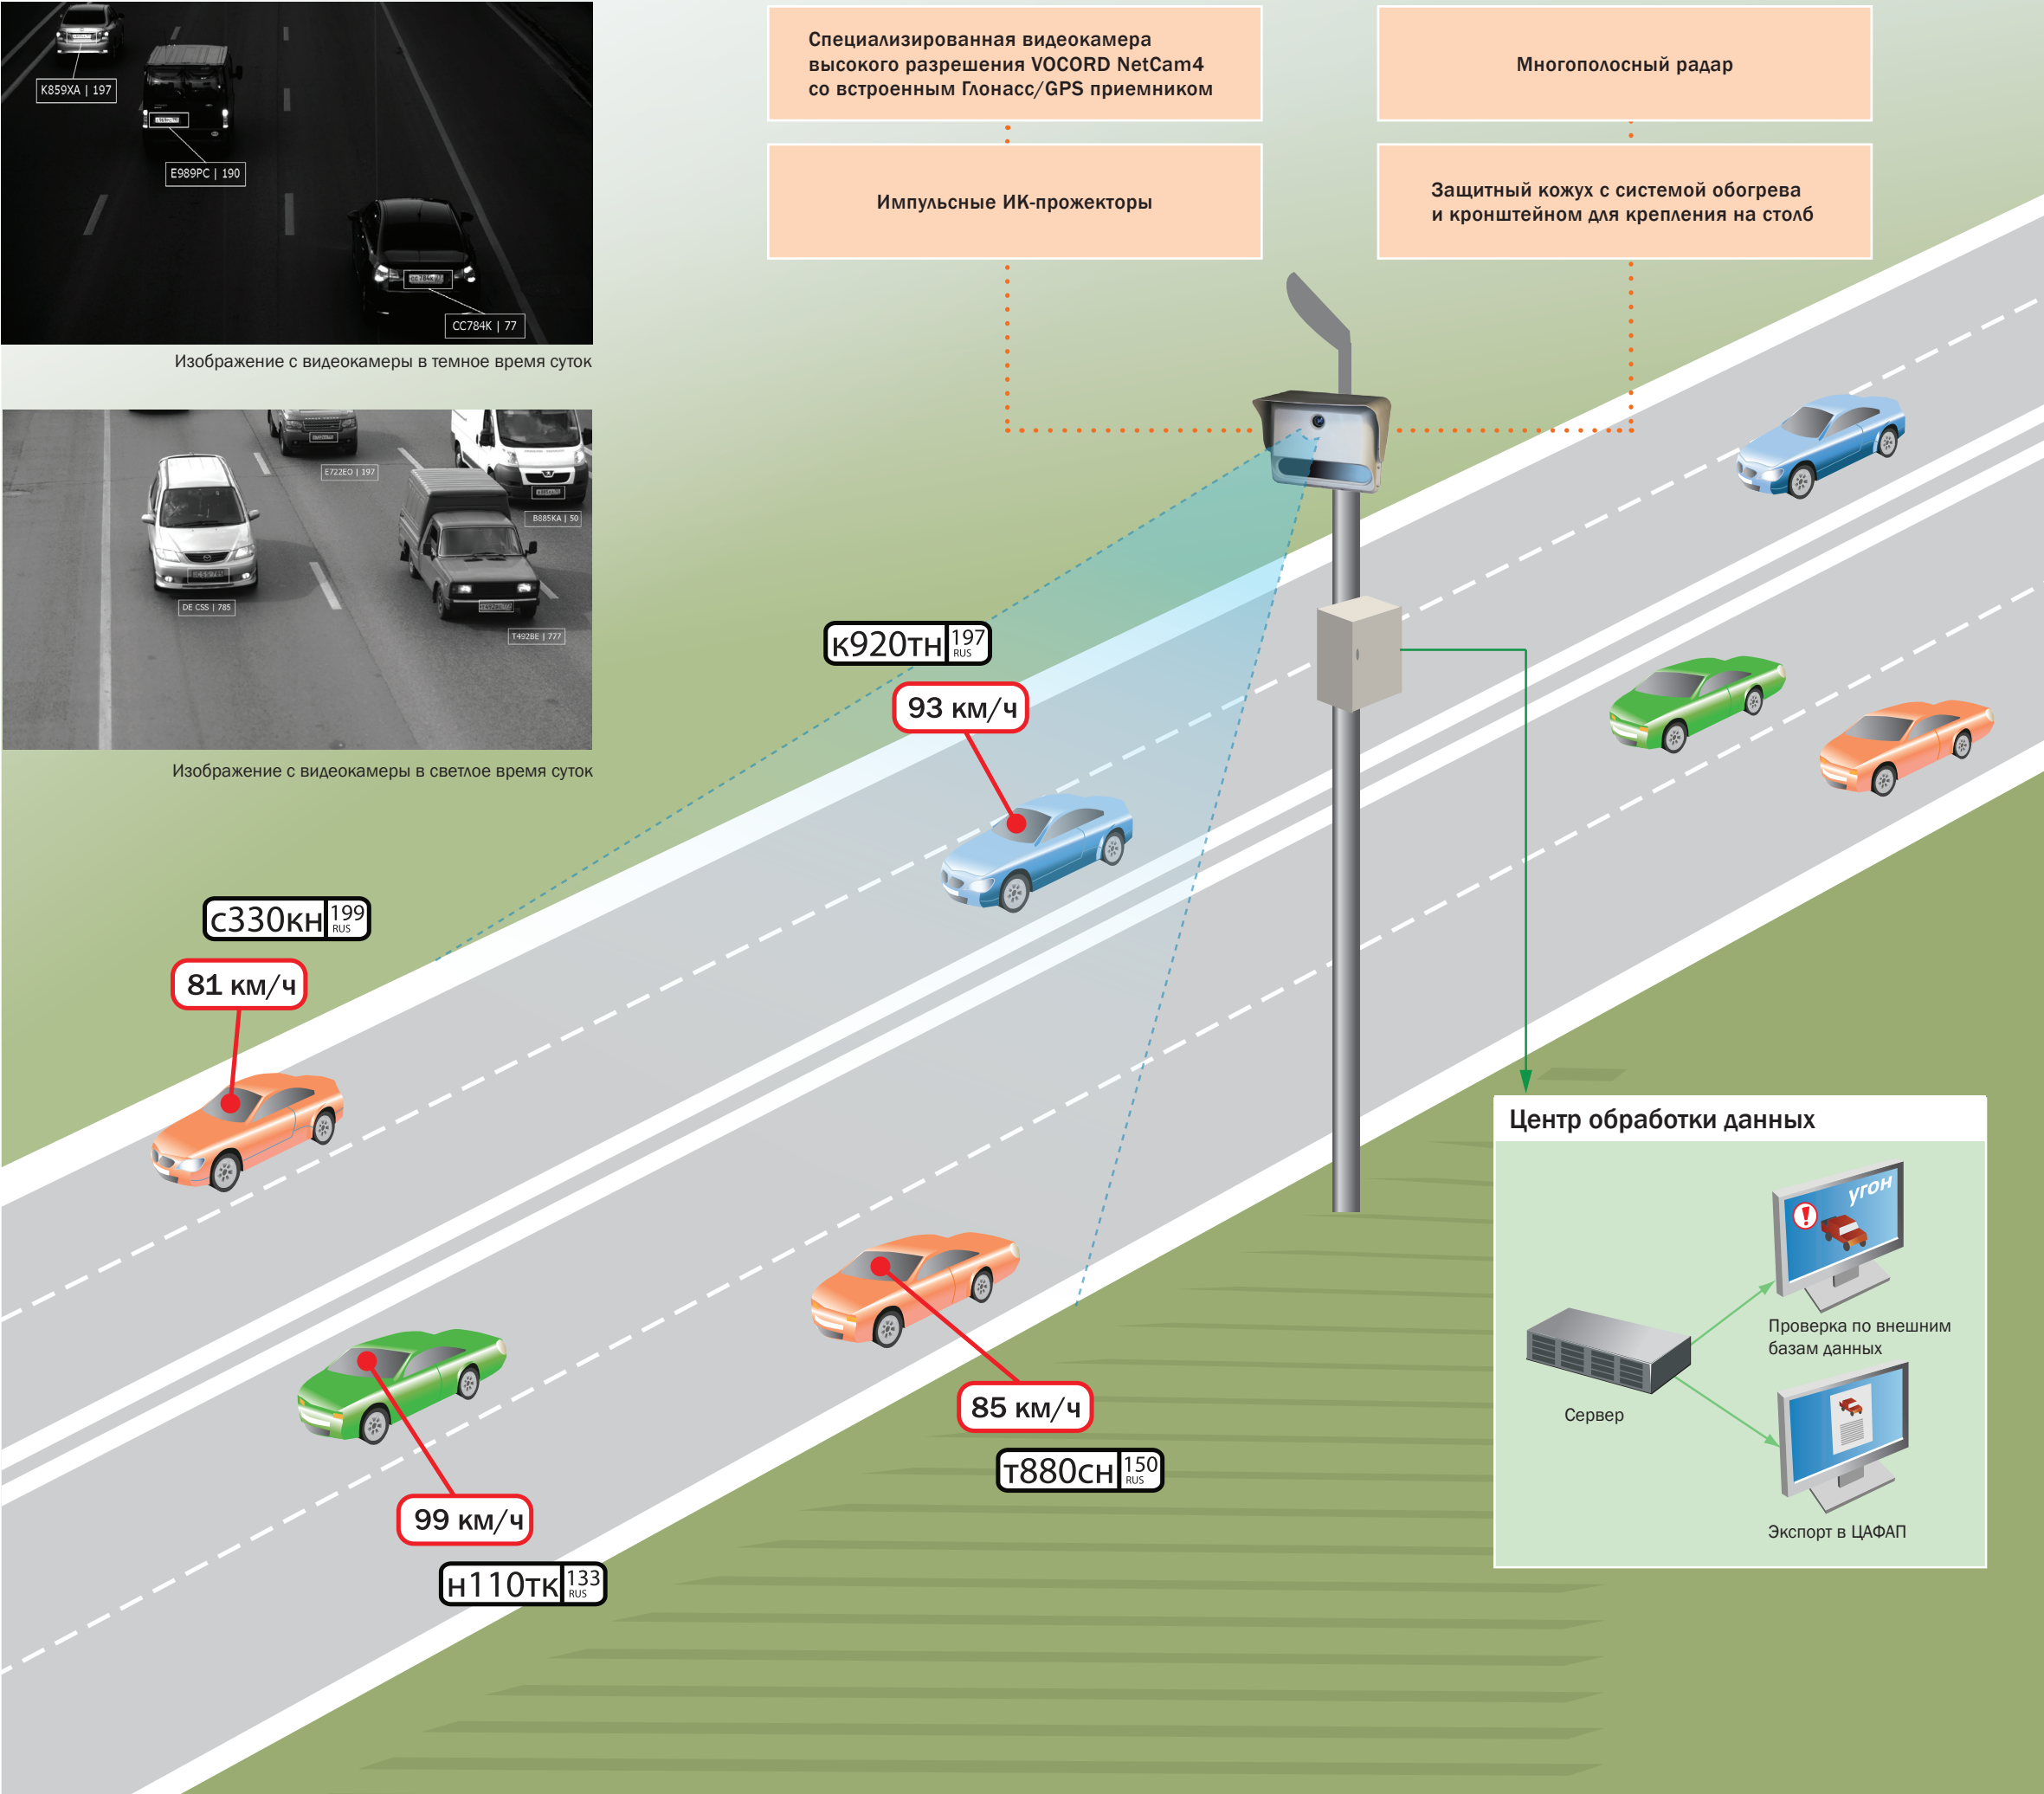 Специализированная видеокамера
высокого разрешения VOCORD NetCam4
со встроенным Глонасс/GPS приемником
Многополосный радар
Импульсные ИК-прожекторы
Защитный кожух с системой обогрева
и кронштейном для крепления на столб
K859XA | 197
E989PC | 190
CC784K | 77
Изображение с видеокамеры в темное время суток
E722EO | 197
B885KA | 50
DE CSS | 785
T492BE | 777
Изображение с видеокамеры в светлое время суток
к920тн 197
RUS
93 км/ч
с330кн 199
RUS
81 км/ч
85 км/ч
т880сн 150
RUS
99 км/ч
н110тк 133
RUS
Центр обработки данных
угон
Проверка по внешним
базам данных
Сервер
Экспорт в ЦАФАП